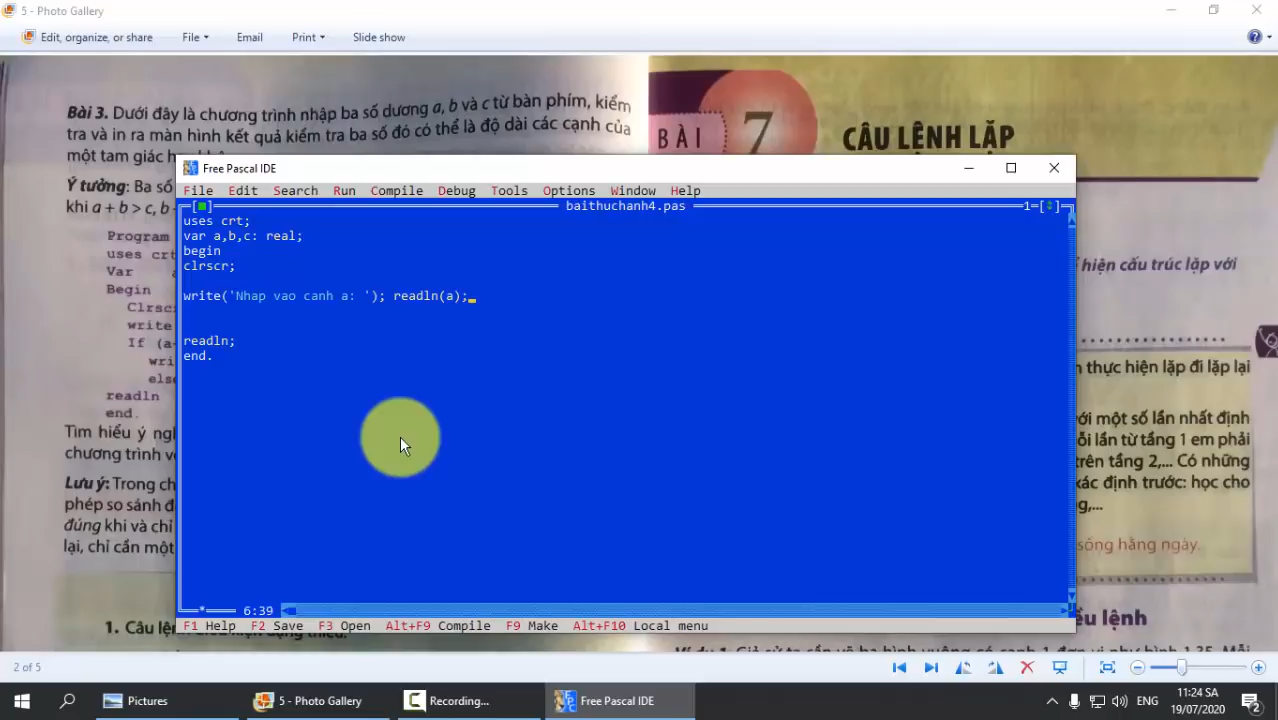 5 - Photo Gallery
Edit, organize, or share File Email Print Slide show
Bài 3. Dưới đây là chương trình nhập ba số dương a, b và c từ bàn phím, kiểm
tra và in ra màn hình kết quả kiểm tra ba số đó có thể là độ dài các cạnh của
một tam giác
Ý tưởng: Ba số
khi a + b > c, b
Program
uses crt
Var
Begin
Clrscr
write
If (a
wri
else
readln
end.
Tìm hiểu ý
chương trình
Lưu ý: Trong
phép so sánh
đúng khi và chỉ
lại, chỉ cần một
1. Câu
BÀI 7 CÂU LỆNH LẶP
hiện cấu trúc lặp với
thực hiện lặp đi lặp lại
với một số lần nhất định
lần từ tầng 1 em phải
trên tầng 2,... Có những
xác định trước: học cho
sống hằng ngày.
lệnh
Free Pascal IDE
File Edit Search Run Compile Debug Tools Options Window Help
baithuchanh4.pas 1
uses crt;
var a,b,c: real;
begin
clrscr;
write('Nhap vao canh a: '); readln(a);
readln;
end.
6:39
F1 Help F2 Save F3 Open Alt+F9 Compile F9 Make Alt+F10 Local menu
2 of 5
Pictures 5 - Photo Gallery Recording... Free Pascal IDE ENG
11:24 SA
19/07/2020
2